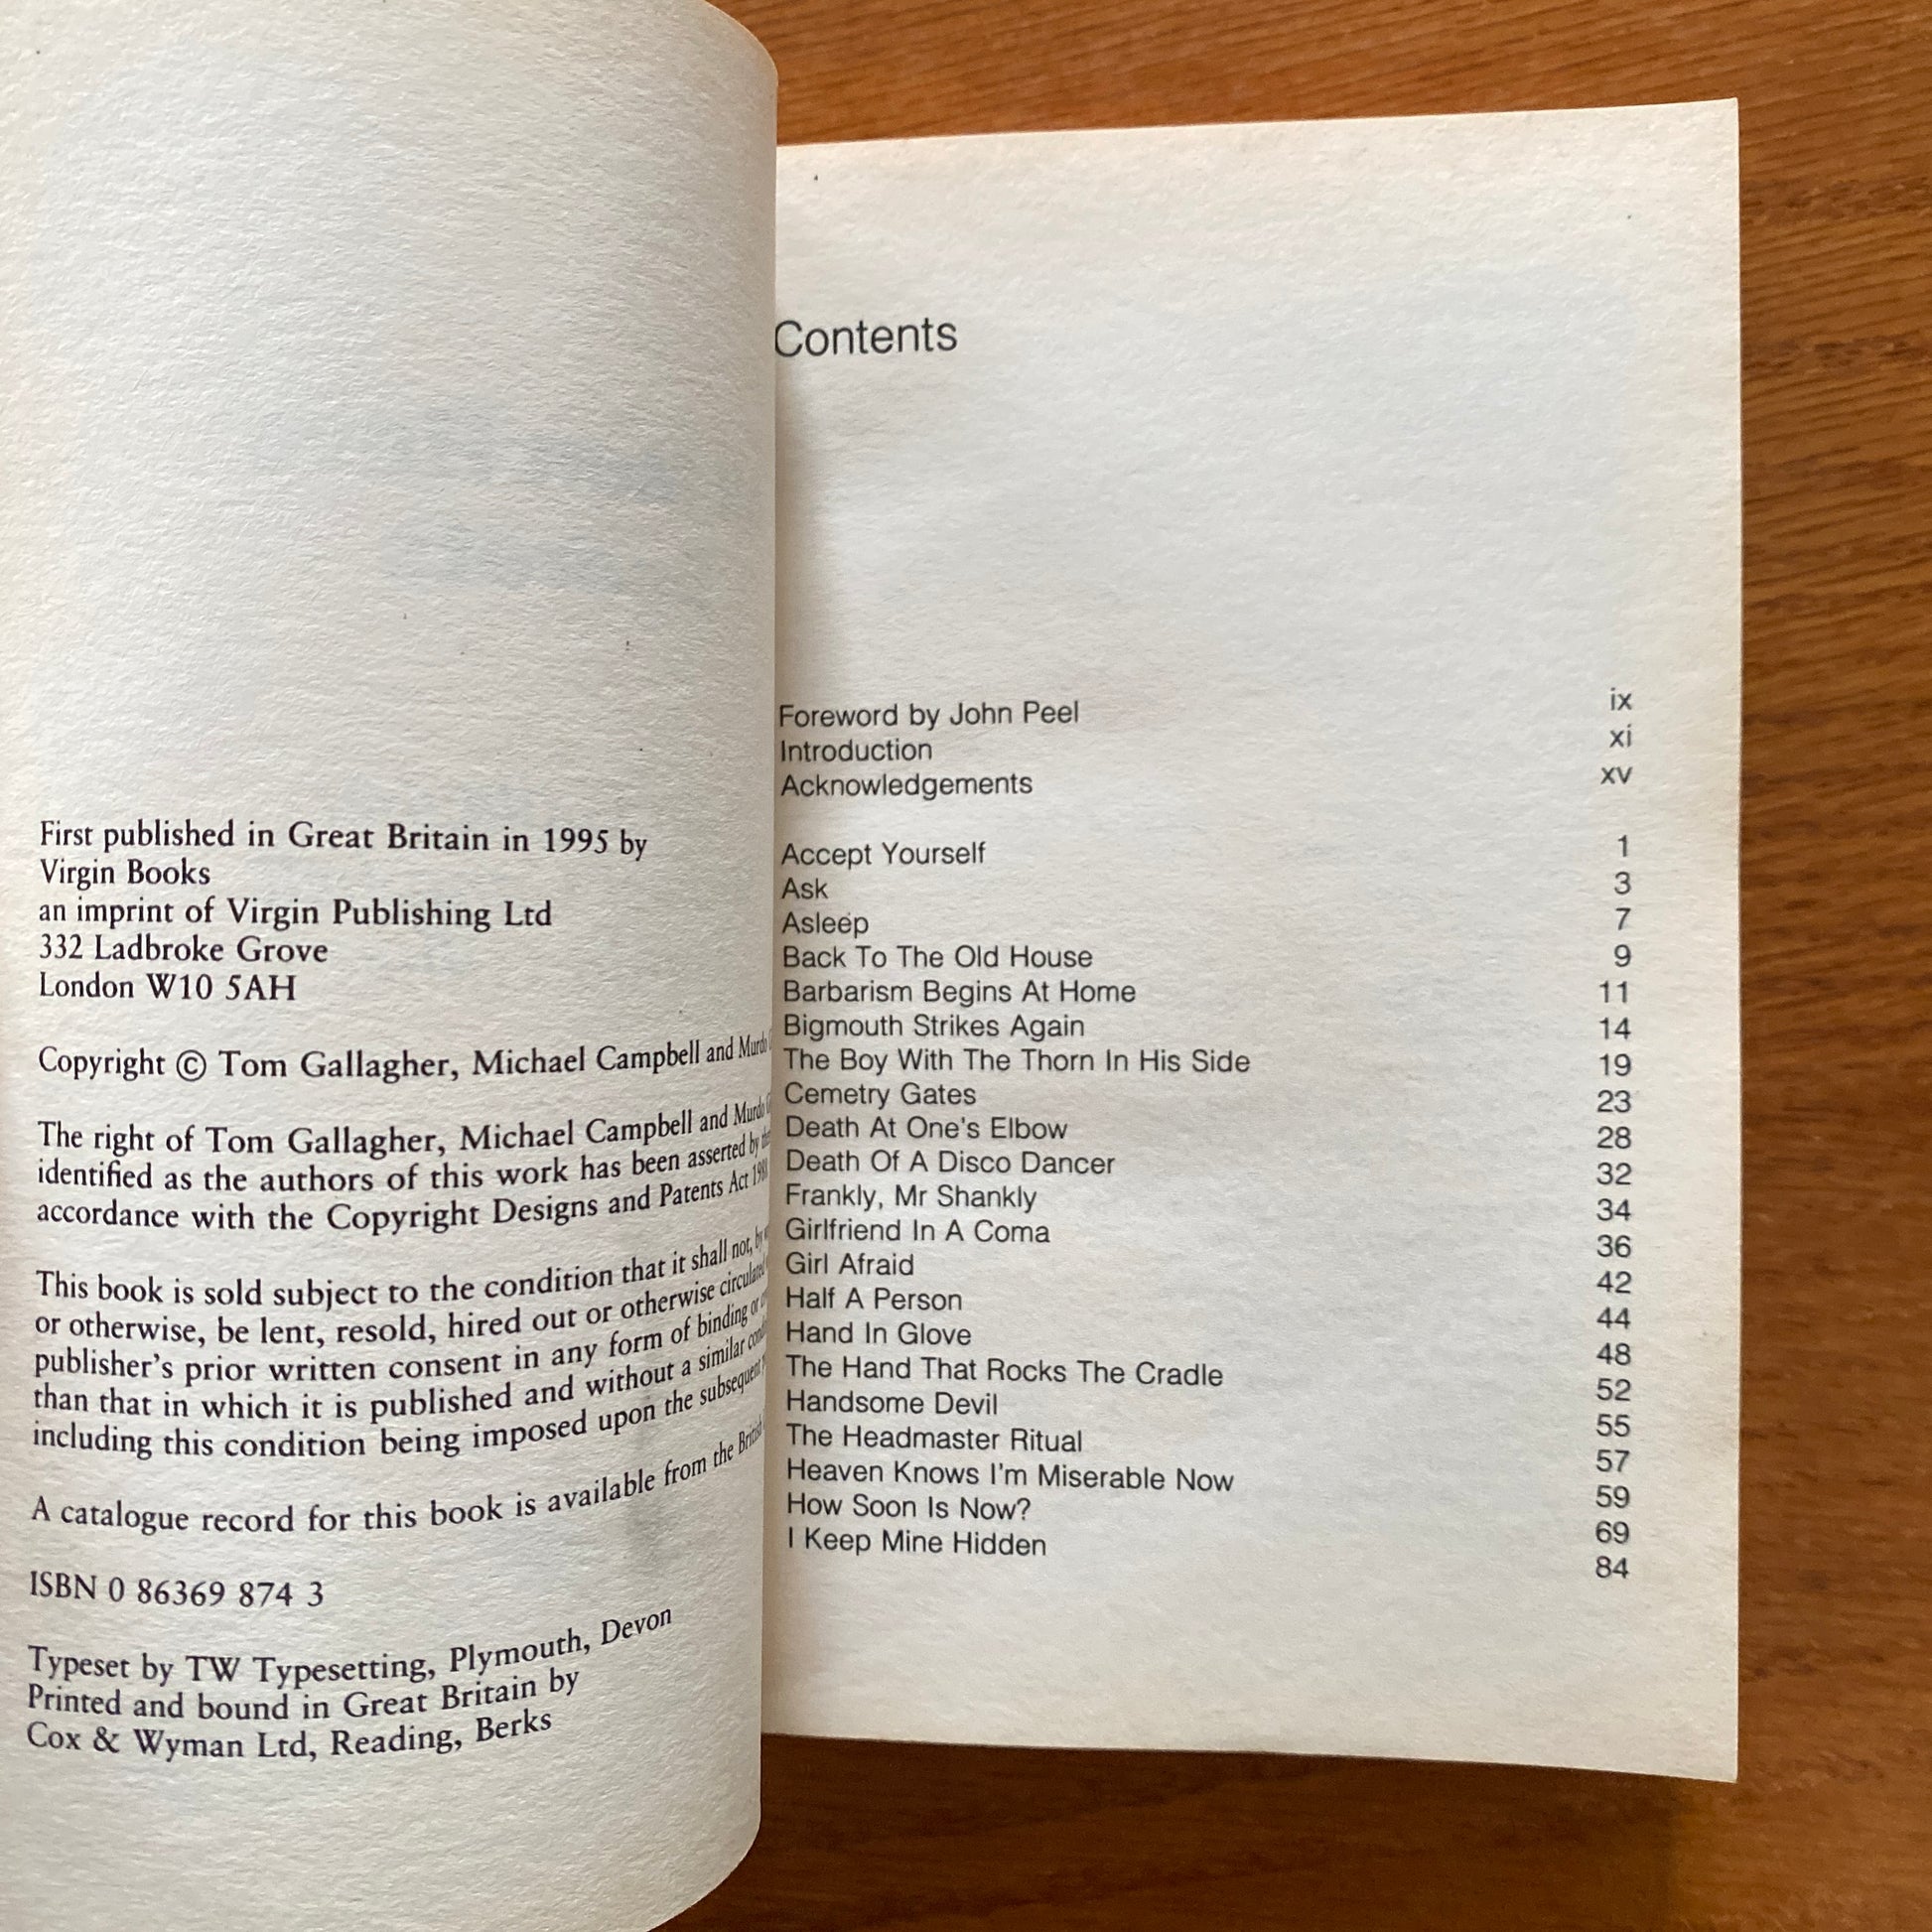 First published in Great Britain in 1995 by
Virgin Books
an imprint of Virgin Publishing Ltd
332 Ladbroke Grove
London W10 5AH
Copyright © Tom Gallagher, Michael Campbell and Murdo
The right of Tom Gallagher, Michael Campbell and Murdo
identified as the authors of this work has been asserted by
accordance with the Copyright Designs and Patents Act
This book is sold subject to the condition that it shall not,
or otherwise, be lent, resold, hired out or otherwise circulated
publisher's prior written consent in any form of binding or
than that in which it is published and without a similar
including this condition being imposed upon the subsequent
A catalogue record for this book is available from the British
ISBN 0 86369 874 3
Typeset by TW Typesetting, Plymouth, Devon
Printed and bound in Great Britain by
Cox & Wyman Ltd, Reading, Berks
Contents
Foreword by John Peel ix
Introduction xi
Acknowledgements xv
Accept Yourself 1
Ask 3
Asleep 7
Back To The Old House 9
Barbarism Begins At Home 11
Bigmouth Strikes Again 14
The Boy With The Thorn In His Side 19
Cemetry Gates 23
Death At One's Elbow 28
Death Of A Disco Dancer 32
Frankly, Mr Shankly 34
Girlfriend In A Coma 36
Girl Afraid 42
Half A Person 44
Hand In Glove 48
The Hand That Rocks The Cradle 52
Handsome Devil 55
The Headmaster Ritual 57
Heaven Knows I'm Miserable Now 59
How Soon Is Now? 69
I Keep Mine Hidden 84